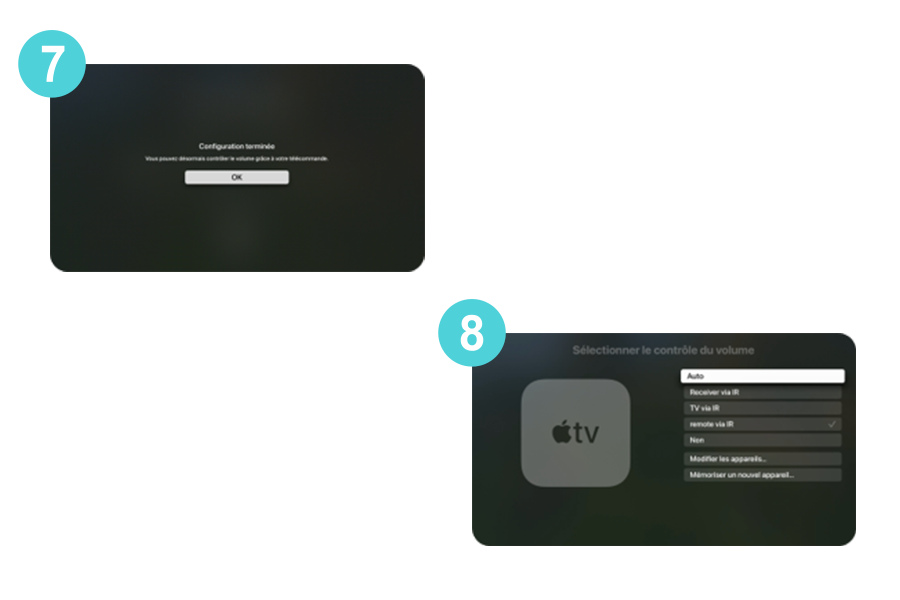 7
Configuration terminée
Vous pouvez désormais contrôler le volume grâce à votre télécommande.
OK
8
Sélectionner le contrôle du volume
Auto
Receiver via IR
TV via IR
remote via IR
Non
Modifier les appareils...
Mémoriser un nouvel appareil...
tv